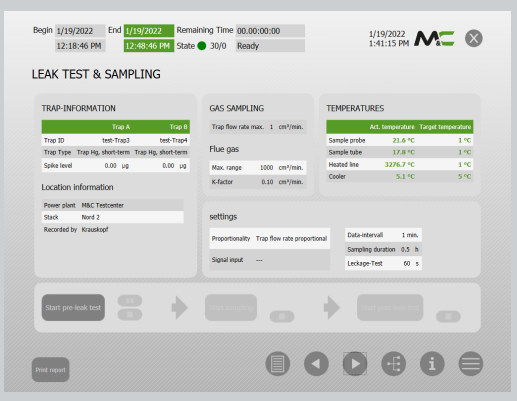 Begin 1/19/2022 End 1/19/2022 Remaining Time 00.00:00:00 1/19/2022
12:18:46 PM 12:48:46 PM State 30/0 Ready 1:41:15 PM M&C
LEAK TEST & SAMPLING
TRAP-INFORMATION
Trap A Trap B
Trap ID test-Trap3 test-Trap4
Trap Type Trap Hg, short-term Trap Hg, short-term
Spike level 0.00 µg 0.00 µg
Location information
Power plant M&C Testcenter
Stack Nord 2
Recorded by Krauskopf
GAS SAMPLING
Trap flow rate max. 1 cm³/min.
Flue gas
Max. range 1000 cm³/min.
K-factor 0.10 cm³/min.
TEMPERATURES
Act. temperature Target temperature
Sample probe 21.6 °C 1 °C
Sample tube 17.8 °C 1 °C
Heated line 3276.7 °C 1 °C
Cooler 5.1 °C 5 °C
settings
Proportionality Trap flow rate proportional
Signal input ---
Data-intervall 1 min.
Sampling duration 0.5 h
Leckage-Test 60 s
Start pre-leak test
Print report